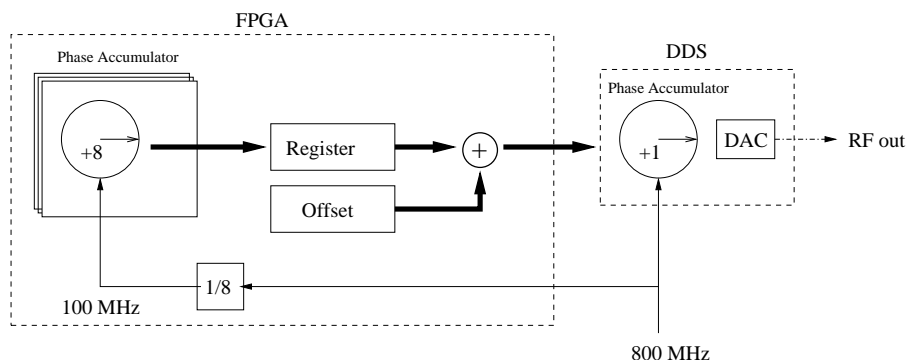 FPGA
Phase Accumulator
+8
Register
+
Offset
1/8
100 MHz
DDS
Phase Accumulator
+1
DAC
RF out
800 MHz